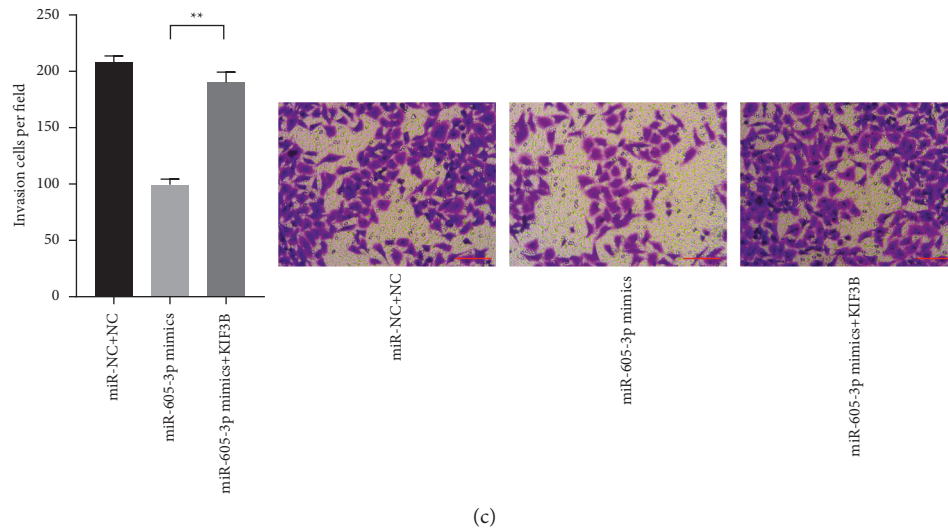 250
200
150
100
50
0
Invasion cells per field
**
miR-NC+NC
miR-605-3p mimics
miR-605-3p mimics+KIF3B
miR-NC+NC
miR-605-3p mimics
miR-605-3p mimics+KIF3B
(c)